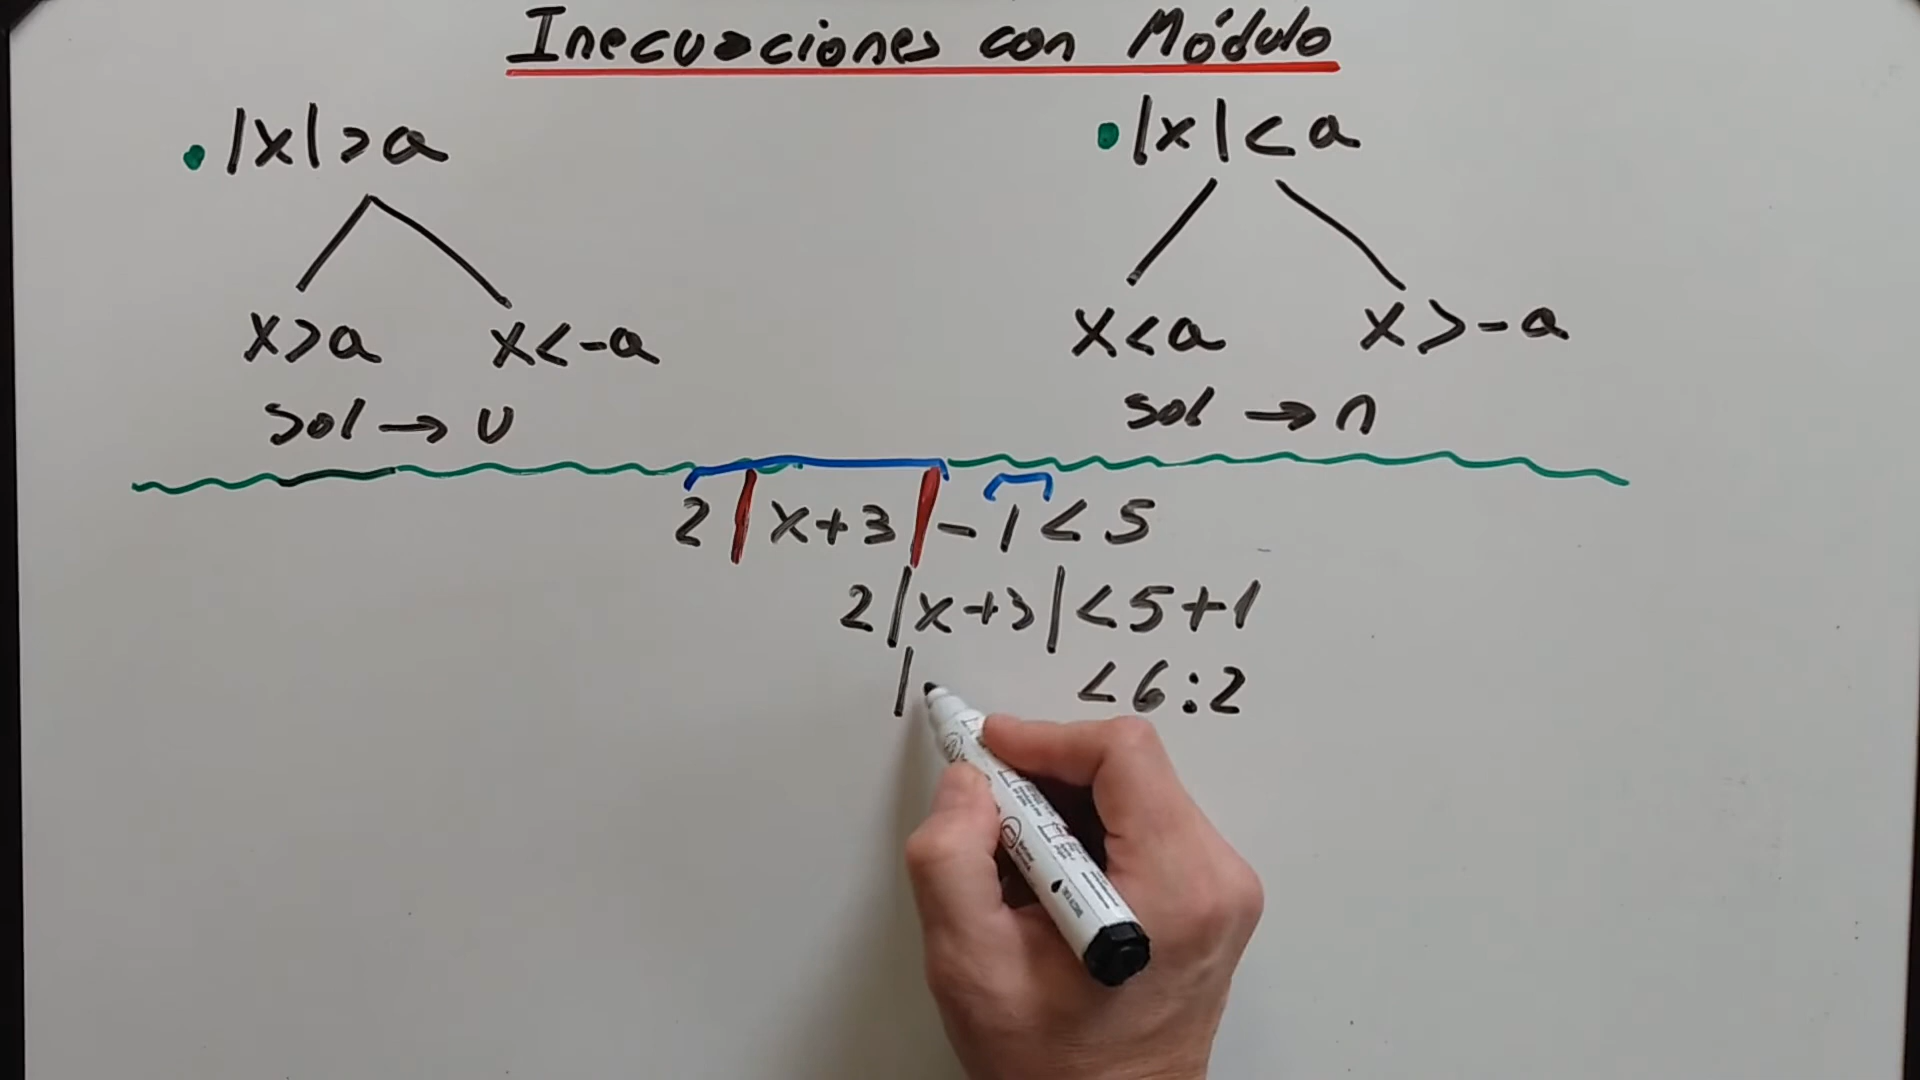 Inecuaciones con Módulo
|x|>a
x>a x<-a
sol → ∪
|x|<a
x<a x>-a
sol → ∩
2|x+3|-1<5
2|x+3|<5+1
| <6:2